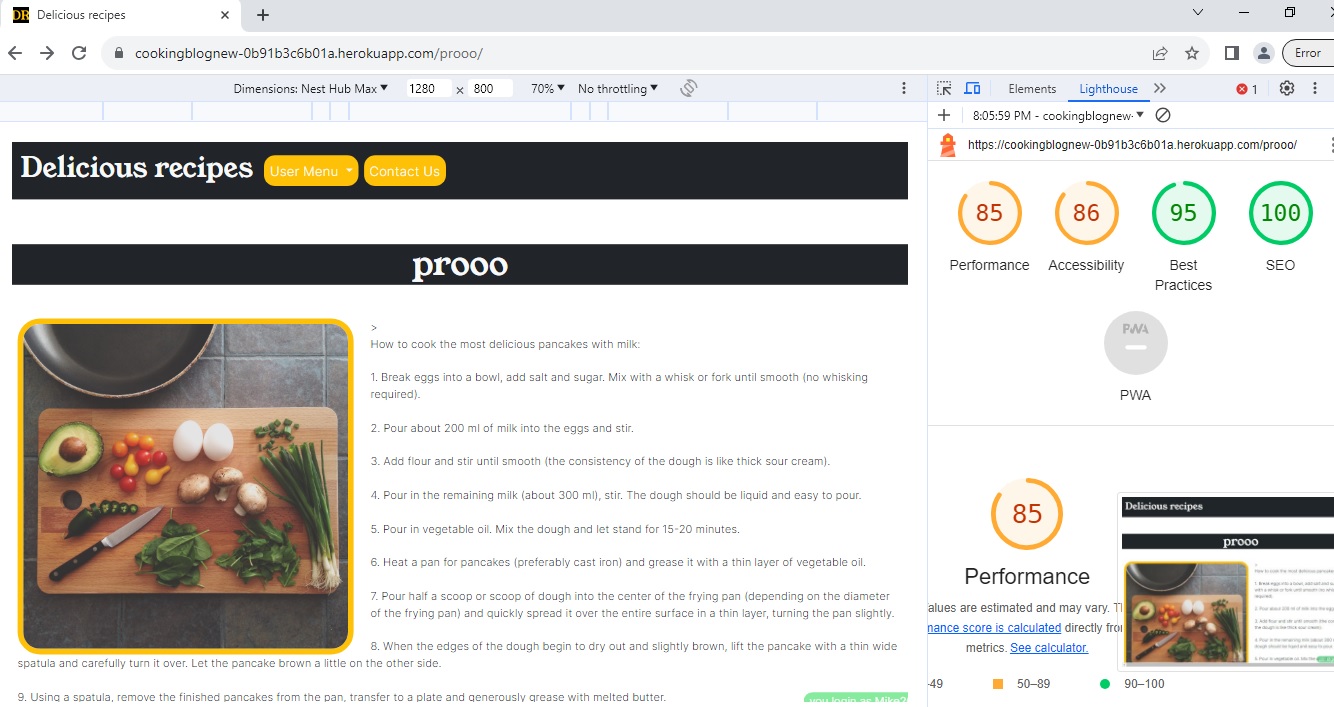 DR Delicious recipes
cookingblognew-0b91b3c6b01a.herokuapp.com/prooo/
Error
Dimensions: Nest Hub Max 1280 x 800 70% No throttling
Elements Lighthouse 1
8:05:59 PM - cookingblognew-
https://cookingblognew-0b91b3c6b01a.herokuapp.com/prooo/
Delicious recipes User Menu Contact Us
85 86 95 100
Performance Accessibility Best Practices SEO
PWA
PWA
prooo
>
How to cook the most delicious pancakes with milk:
1. Break eggs into a bowl, add salt and sugar. Mix with a whisk or fork until smooth (no whisking
required).
2. Pour about 200 ml of milk into the eggs and stir.
3. Add flour and stir until smooth (the consistency of the dough is like thick sour cream).
4. Pour in the remaining milk (about 300 ml), stir. The dough should be liquid and easy to pour.
5. Pour in vegetable oil. Mix the dough and let stand for 15-20 minutes.
6. Heat a pan for pancakes (preferably cast iron) and grease it with a thin layer of vegetable oil.
7. Pour half a scoop or scoop of dough into the center of the frying pan (depending on the diameter
of the frying pan) and quickly spread it over the entire surface in a thin layer, turning the pan slightly.
8. When the edges of the dough begin to dry out and slightly brown, lift the pancake with a thin wide
spatula and carefully turn it over. Let the pancake brown a little on the other side.
9. Using a spatula, remove the finished pancakes from the pan, transfer to a plate and generously grease with melted butter.
you login as
85
Performance
alues are estimated and may vary.
mance score is calculated directly
metrics. See calculator.
-49 50–89 90–100
Delicious recipes
prooo